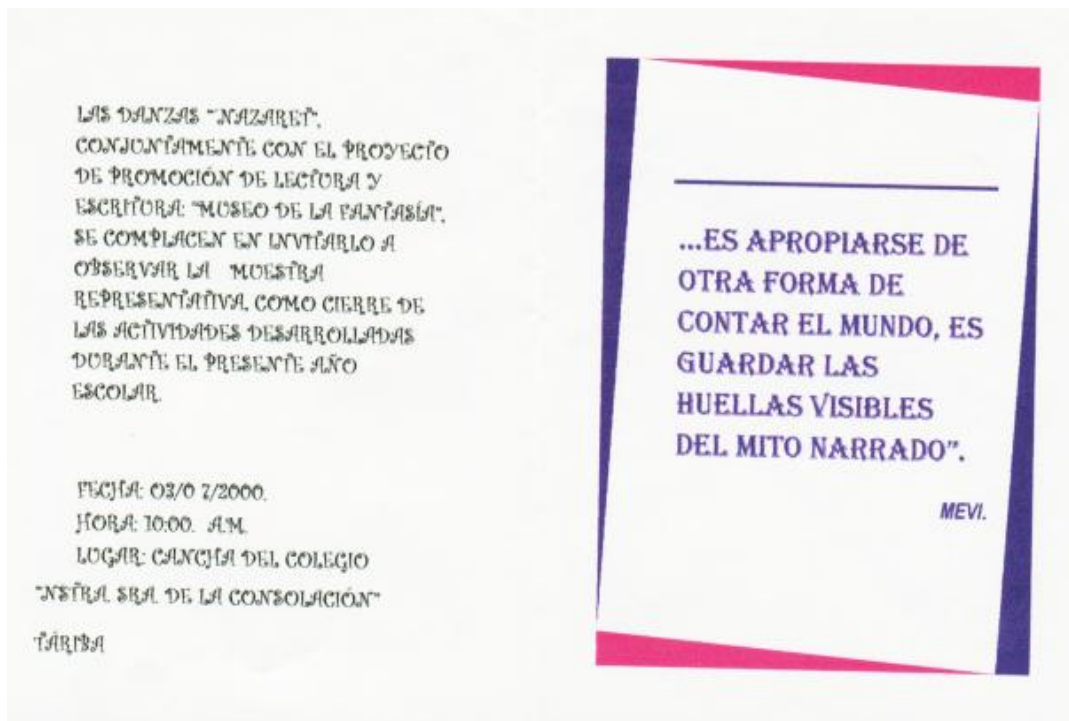 LAS DANZAS "NAZARET",
CONJUNTAMENTE CON EL PROYECTO
DE PROMOCIÓN DE LECTURA Y
ESCRITURA: "MUSEO DE LA FANTASÍA",
SE COMPLACEN EN INVITARLO A
OBSERVAR LA MUESTRA
REPRESENTATIVA, COMO CIERRE DE
LAS ACTIVIDADES DESARROLLADAS
DURANTE EL PRESENTE AÑO
ESCOLAR.
FECHA: 03/0 7/2000.
HORA: 10:00. A.M.
LUGAR: CANCHA DEL COLEGIO
"NSTRA. SRA. DE LA CONSOLACIÓN"
TÁRIBA
...ES APROPIARSE DE
OTRA FORMA DE
CONTAR EL MUNDO, ES
GUARDAR LAS
HUELLAS VISIBLES
DEL MITO NARRADO".
MEVI.